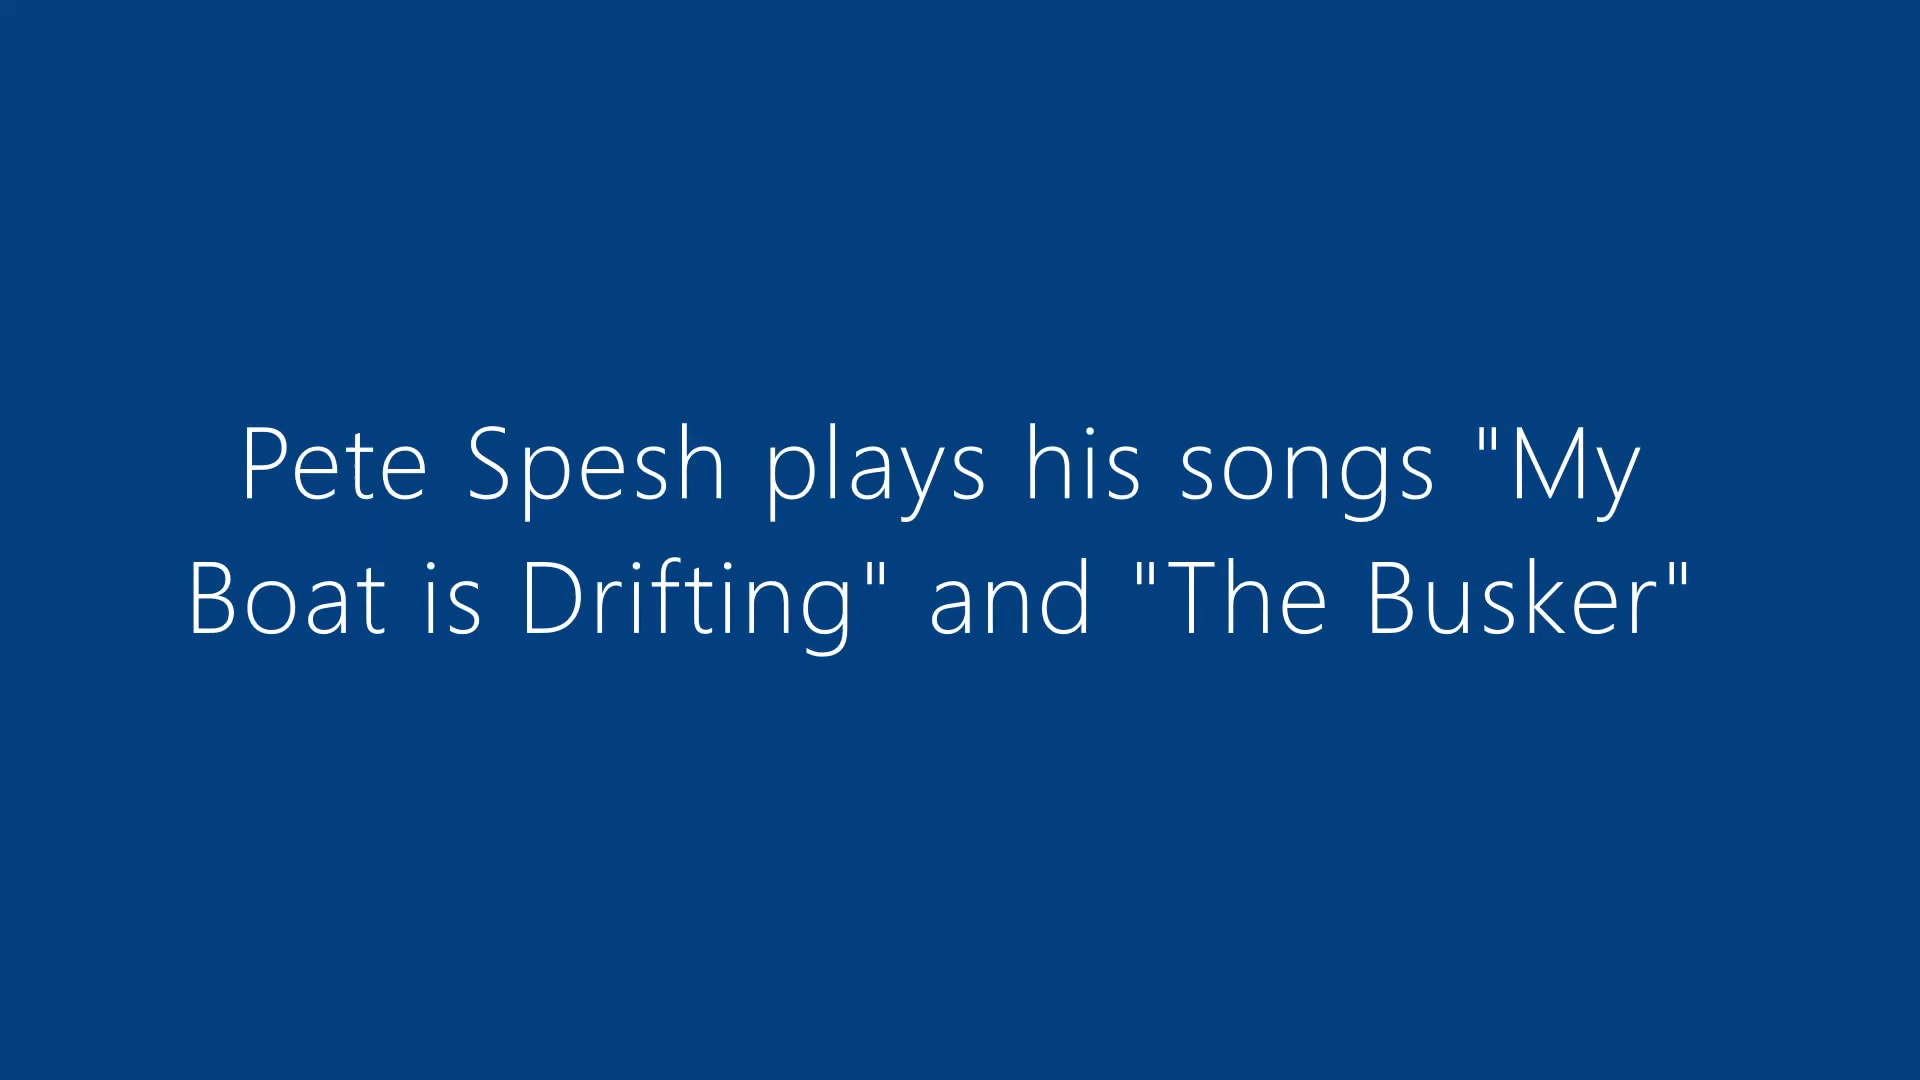 Pete Spesh plays his songs "My
Boat is Drifting" and "The Busker"